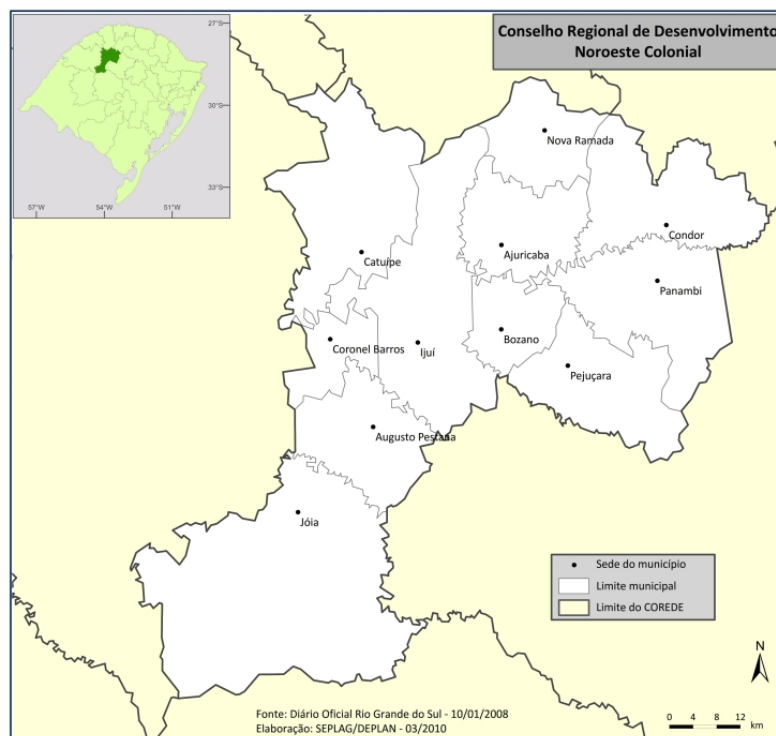 Conselho Regional de Desenvolvimento
Noroeste Colonial
27°S
30°S
33°S
57°W
54°W
51°W
Nova Ramada
Condor
Catuípe
Ajuricaba
Panambi
Coronel Barros
Ijuí
Bozano
Pejuçara
Augusto Pestana
Jóia
Sede do município
Limite municipal
Limite do COREDE
N
0 4 8 12
km
Fonte: Diário Oficial Rio Grande do Sul - 10/01/2008
Elaboração: SEPLAG/DEPLAN - 03/2010